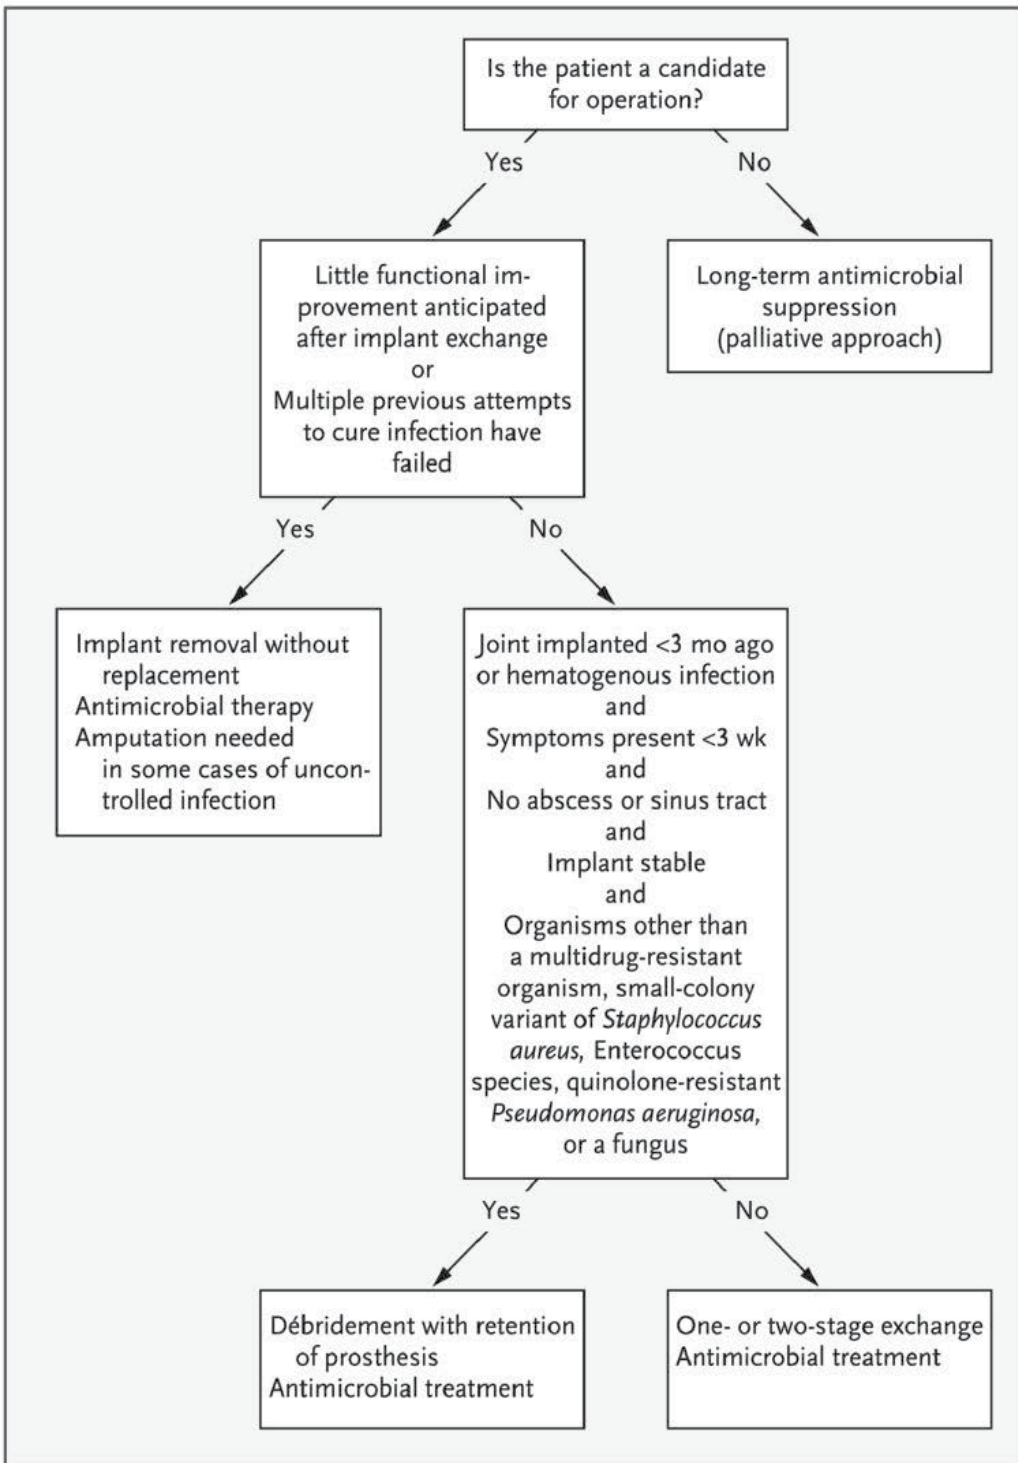 Is the patient a candidate
for operation?
Yes
No
Little functional im-
provement anticipated
after implant exchange
or
Multiple previous attempts
to cure infection have
failed
Long-term antimicrobial
suppression
(palliative approach)
Yes
No
Implant removal without
replacement
Antimicrobial therapy
Amputation needed
in some cases of uncon-
trolled infection
Joint implanted <3 mo ago
or hematogenous infection
and
Symptoms present <3 wk
and
No abscess or sinus tract
and
Implant stable
and
Organisms other than
a multidrug-resistant
organism, small-colony
variant of Staphylococcus
aureus, Enterococcus
species, quinolone-resistant
Pseudomonas aeruginosa,
or a fungus
Yes
No
Débridement with retention
of prosthesis
Antimicrobial treatment
One- or two-stage exchange
Antimicrobial treatment